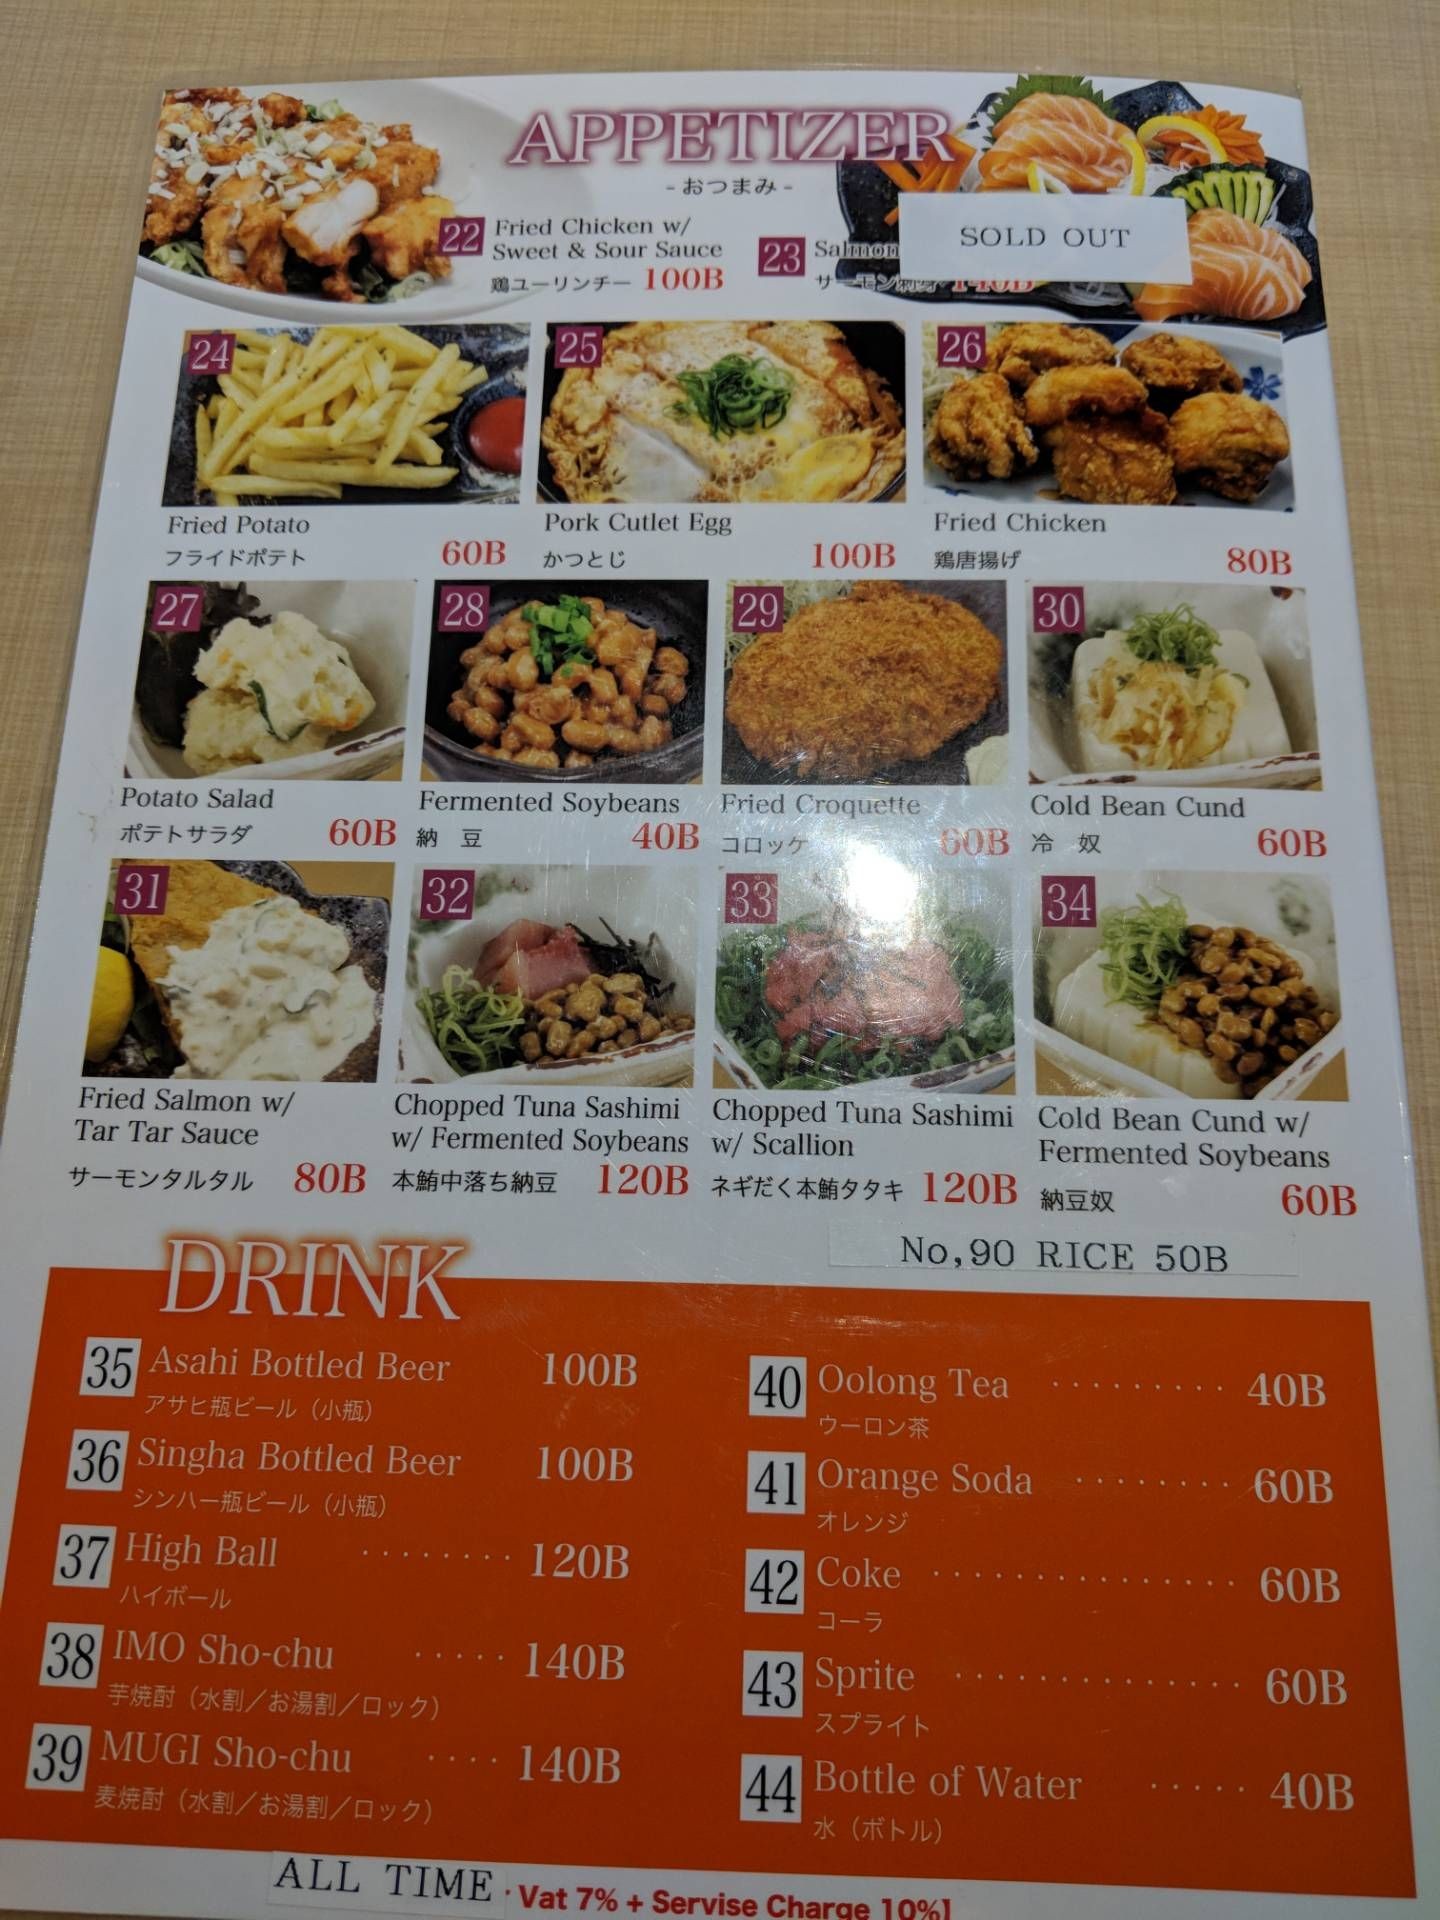 APPETIZER
- おつまみ -
22 Fried Chicken w/
Sweet & Sour Sauce
鶏ユーリンチー 100B
23 Salmon
SOLD OUT
サーモン刺身 140B
24
Fried Potato
フライドポテト 60B
25
Pork Cutlet Egg
かつとじ 100B
26
Fried Chicken
鶏唐揚げ 80B
27
Potato Salad
ポテトサラダ 60B
28
Fermented Soybeans
納 豆 40B
29
Fried Croquette
コロッケ 60B
30
Cold Bean Cund
冷 奴 60B
31
Fried Salmon w/
Tar Tar Sauce
サーモンタルタル 80B
32
Chopped Tuna Sashimi
w/ Fermented Soybeans
本鮪中落ち納豆 120B
33
Chopped Tuna Sashimi
w/ Scallion
ネギだく本鮪タタキ 120B
34
Cold Bean Cund w/
Fermented Soybeans
納豆奴 60B
No,90 RICE 50B
DRINK
35 Asahi Bottled Beer 100B
アサヒ瓶ビール（小瓶）
36 Singha Bottled Beer 100B
シンハー瓶ビール（小瓶）
37 High Ball ········ 120B
ハイボール
38 IMO Sho-chu ····· 140B
芋焼酎（水割／お湯割／ロック）
39 MUGI Sho-chu ···· 140B
麦焼酎（水割／お湯割／ロック）
40 Oolong Tea ········· 40B
ウーロン茶
41 Orange Soda ········ 60B
オレンジ
42 Coke ················ 60B
コーラ
43 Sprite ··············· 60B
スプライト
44 Bottle of Water ····· 40B
水（ボトル）
ALL TIME Vat 7% + Servise Charge 10%】